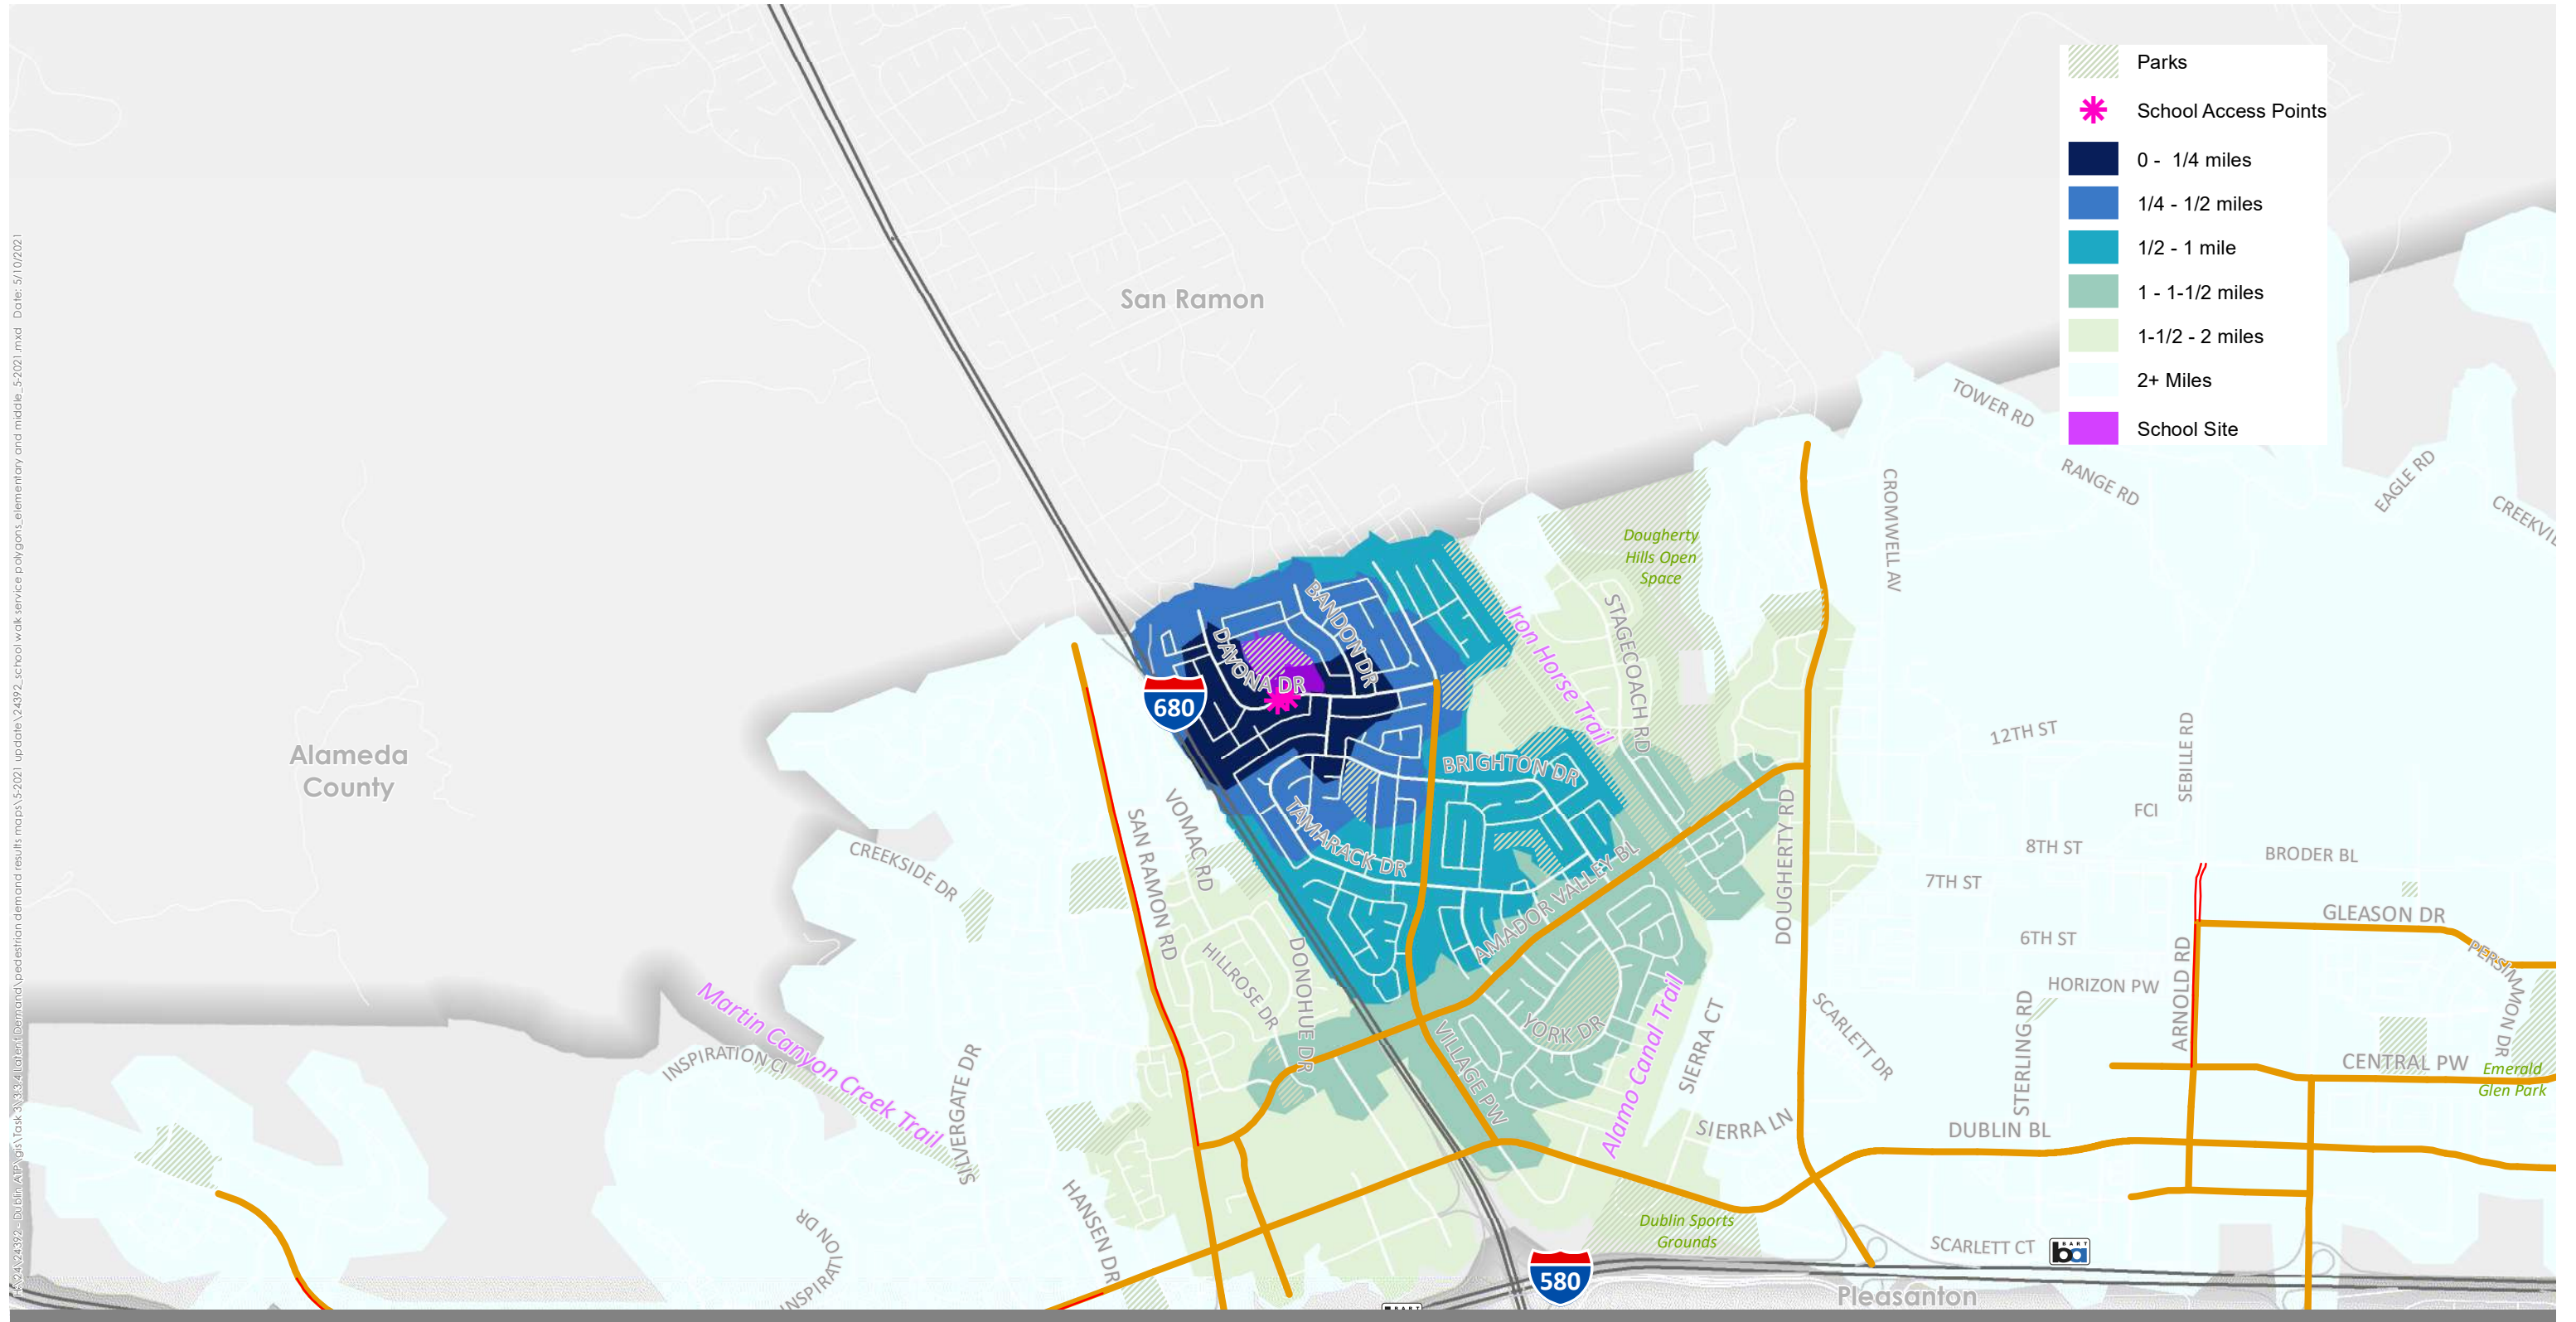 Parks
School Access Points
0 - 1/4 miles
1/4 - 1/2 miles
1/2 - 1 mile
1 - 1-1/2 miles
1-1/2 - 2 miles
2+ Miles
School Site
San Ramon
TOWER RD
RANGE RD
EAGLE RD
CROMWELL AV
Dougherty
Hills Open
Space
BANDON DR
DAVONA DR
Iron Horse Trail
STAGECOACH RD
680
Alameda
County
12TH ST
SEBILLE RD
BRIGHTON DR
VOMAC RD
SAN RAMON RD
TAMARACK DR
DOUGHERTY RD
FCI
8TH ST
BRODER BL
CREEKSIDE DR
AMADOR VALLEY BL
7TH ST
GLEASON DR
6TH ST
HILLROSE DR
DONOHUE DR
ARNOLD RD
PERSIMMON DR
HORIZON PW
Martin Canyon Creek Trail
Alamo Canal Trail
SIERRA CT
SCARLETT DR
STERLING RD
YORK DR
VILLAGE PW
INSPIRATION CI
SILVERGATE DR
CENTRAL PW
Emerald
Glen Park
SIERRA LN
DUBLIN BL
HANSEN DR
INSPIRATION DR
Dublin Sports
Grounds
SCARLETT CT
BART
ba
580
Pleasanton